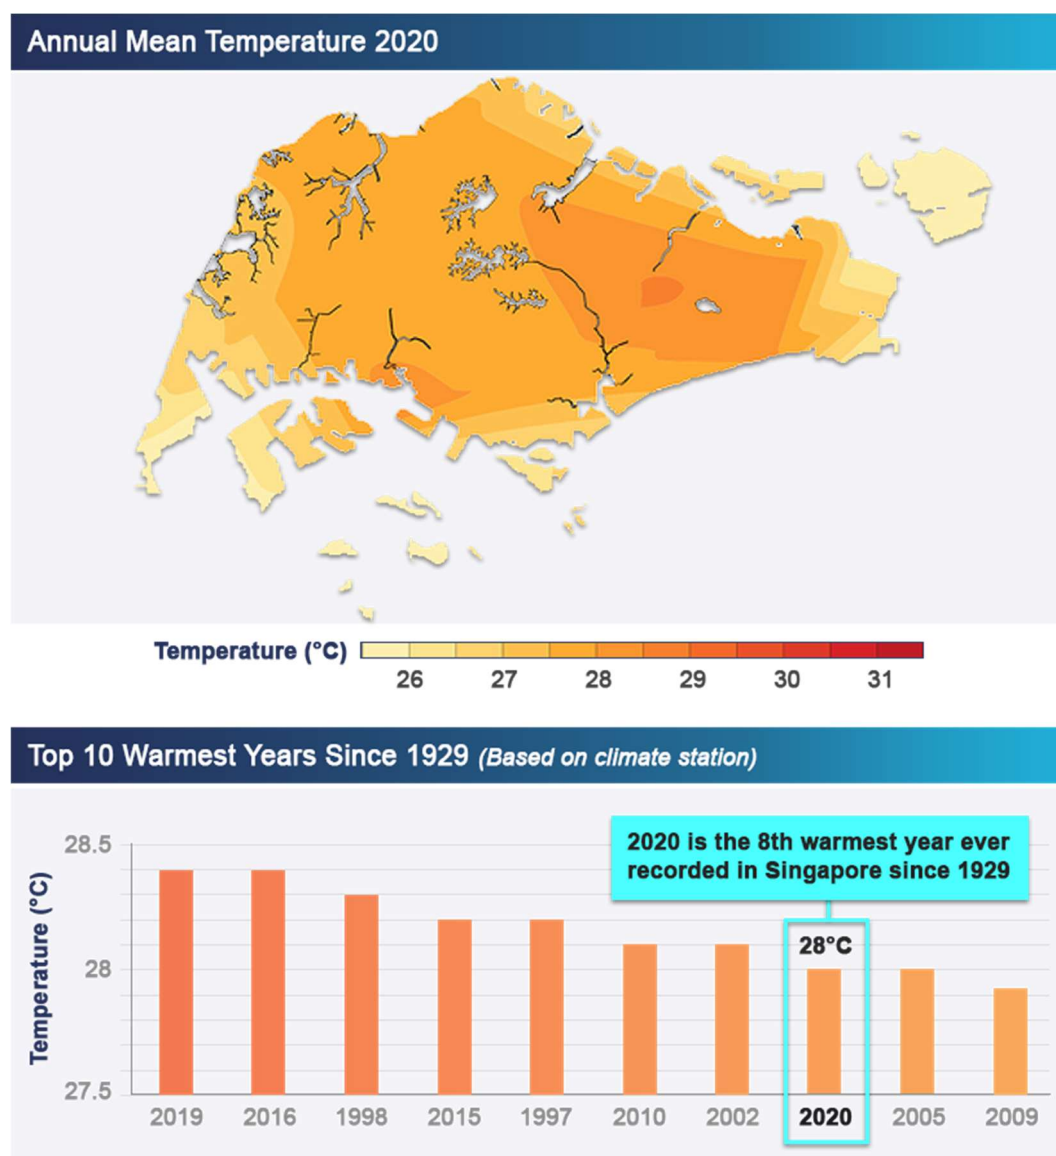 Annual Mean Temperature 2020
Temperature (°C)
26 27 28 29 30 31
Top 10 Warmest Years Since 1929 (Based on climate station)
2020 is the 8th warmest year ever
recorded in Singapore since 1929
Temperature (°C)
28.5
28
27.5
28°C
2019 2016 1998 2015 1997 2010 2002 2020 2005 2009